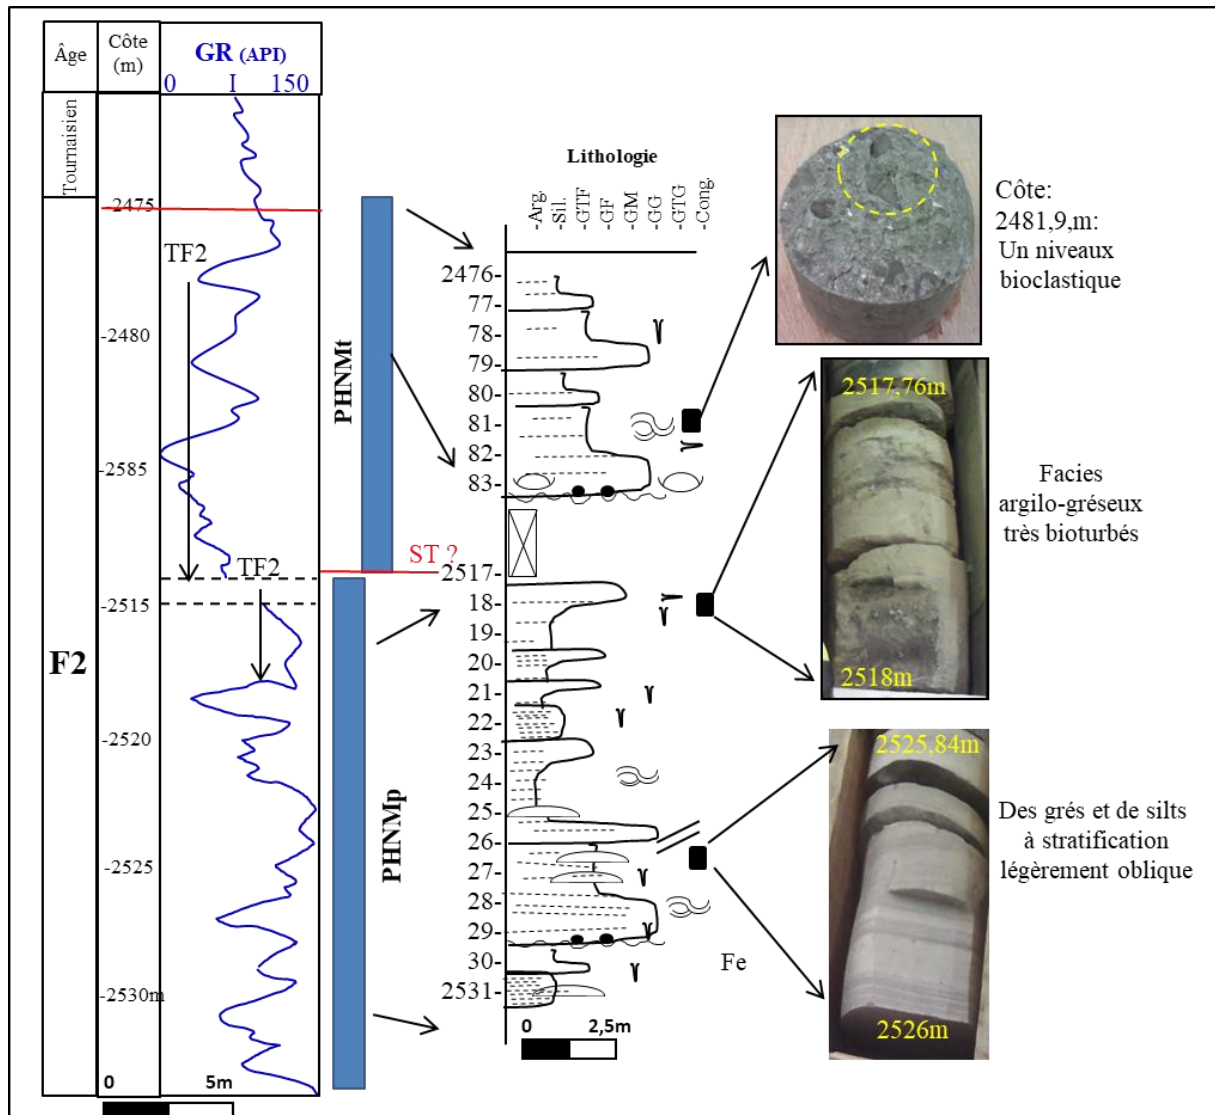 Âge
Côte
(m)
GR (API)
0 I 150
Tournaisien
F2
-2475
-2480
-2585
-2515
-2520
-2525
-2530m
0 5m
TF2
TF2
PHNMt
PHNMp
ST ?
Lithologie
-Arg.
-Sil.
-GTF
-GF
-GM
-GG
-GTG
-Cong.
2476-
77-
78-
79-
80-
81-
82-
83-
2517-
18-
19-
20-
21-
22-
23-
24-
25-
26-
27-
28-
29-
30-
2531-
0 2,5m
Fe
Côte:
2481,9,m:
Un niveaux
bioclastique
2517,76m
2518m
Facies
argilo-gréseux
très bioturbés
2525,84m
2526m
Des grés et de silts
à stratification
légèrement oblique